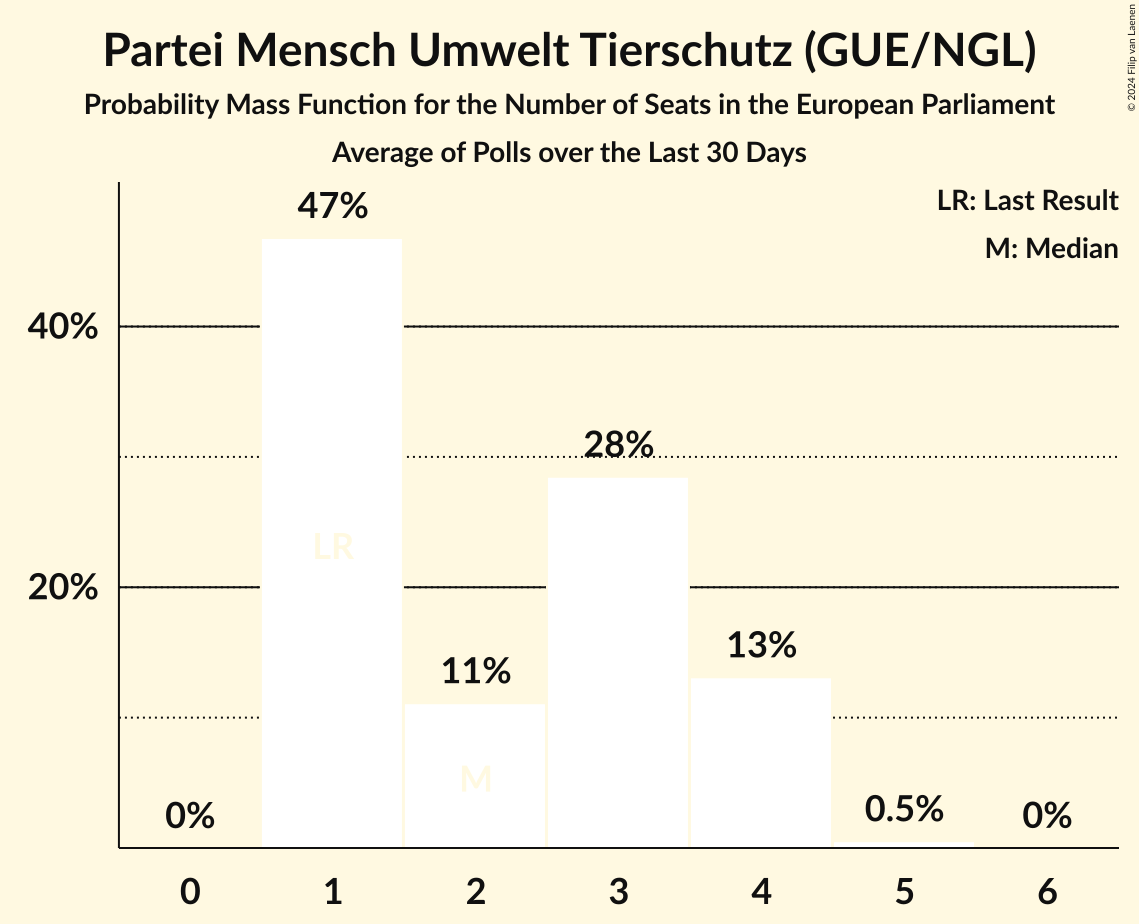 Partei Mensch Umwelt Tierschutz (GUE/NGL)
Probability Mass Function for the Number of Seats in the European Parliament
Average of Polls over the Last 30 Days
© 2024 Filip van Laenen
LR: Last Result
M: Median
47%
40%
28%
LR
20%
13%
11%
M
0%
0.5%
0%
0 1 2 3 4 5 6